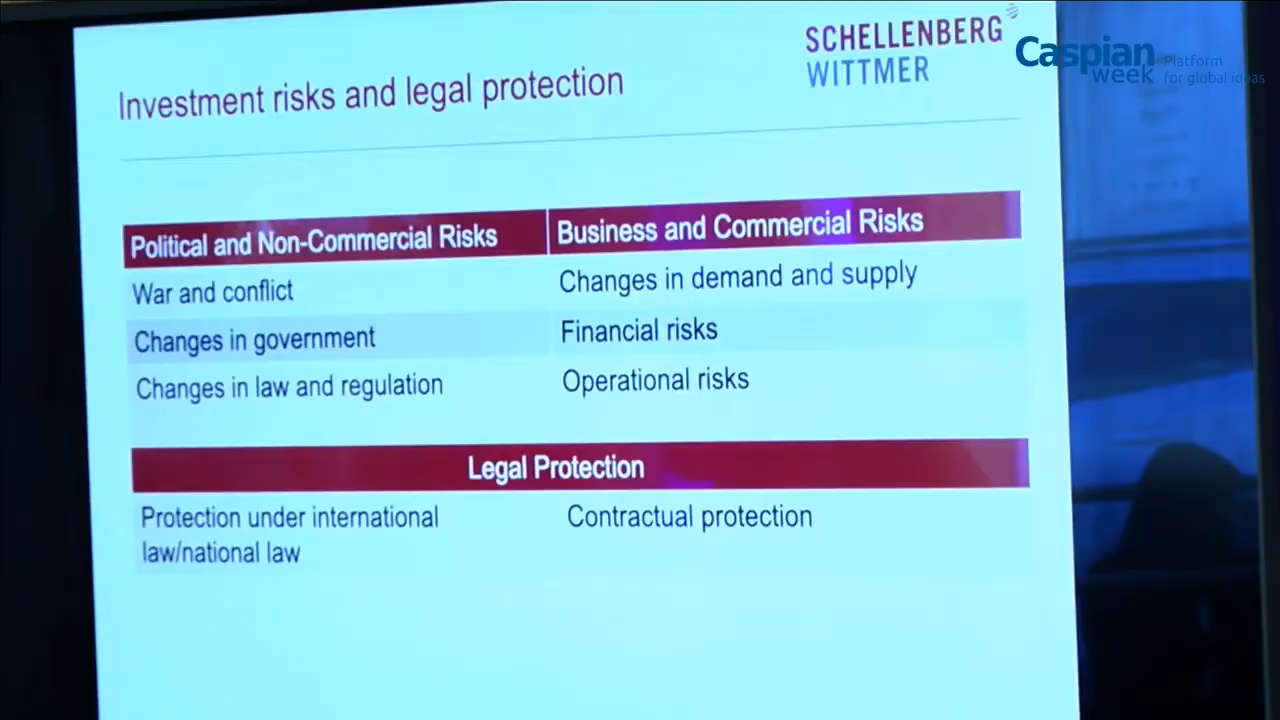 SCHELLENBERG
WITTMER
Caspian
week
Platform
for global ideas
Investment risks and legal protection
Political and Non-Commercial Risks
Business and Commercial Risks
War and conflict
Changes in demand and supply
Changes in government
Financial risks
Changes in law and regulation
Operational risks
Legal Protection
Protection under international
law/national law
Contractual protection